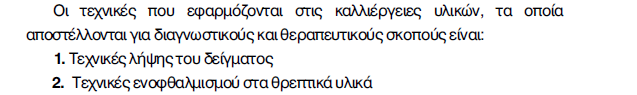 Οι τεχνικές που εφαρμόζονται στις καλλιέργειες υλικών, τα οποία
αποστέλλονται για διαγνωστικούς και θεραπευτικούς σκοπούς είναι:
1. Τεχνικές λήψης του δείγματος
2. Τεχνικές ενοφθαλμισμού στα θρεπτικά υλικά